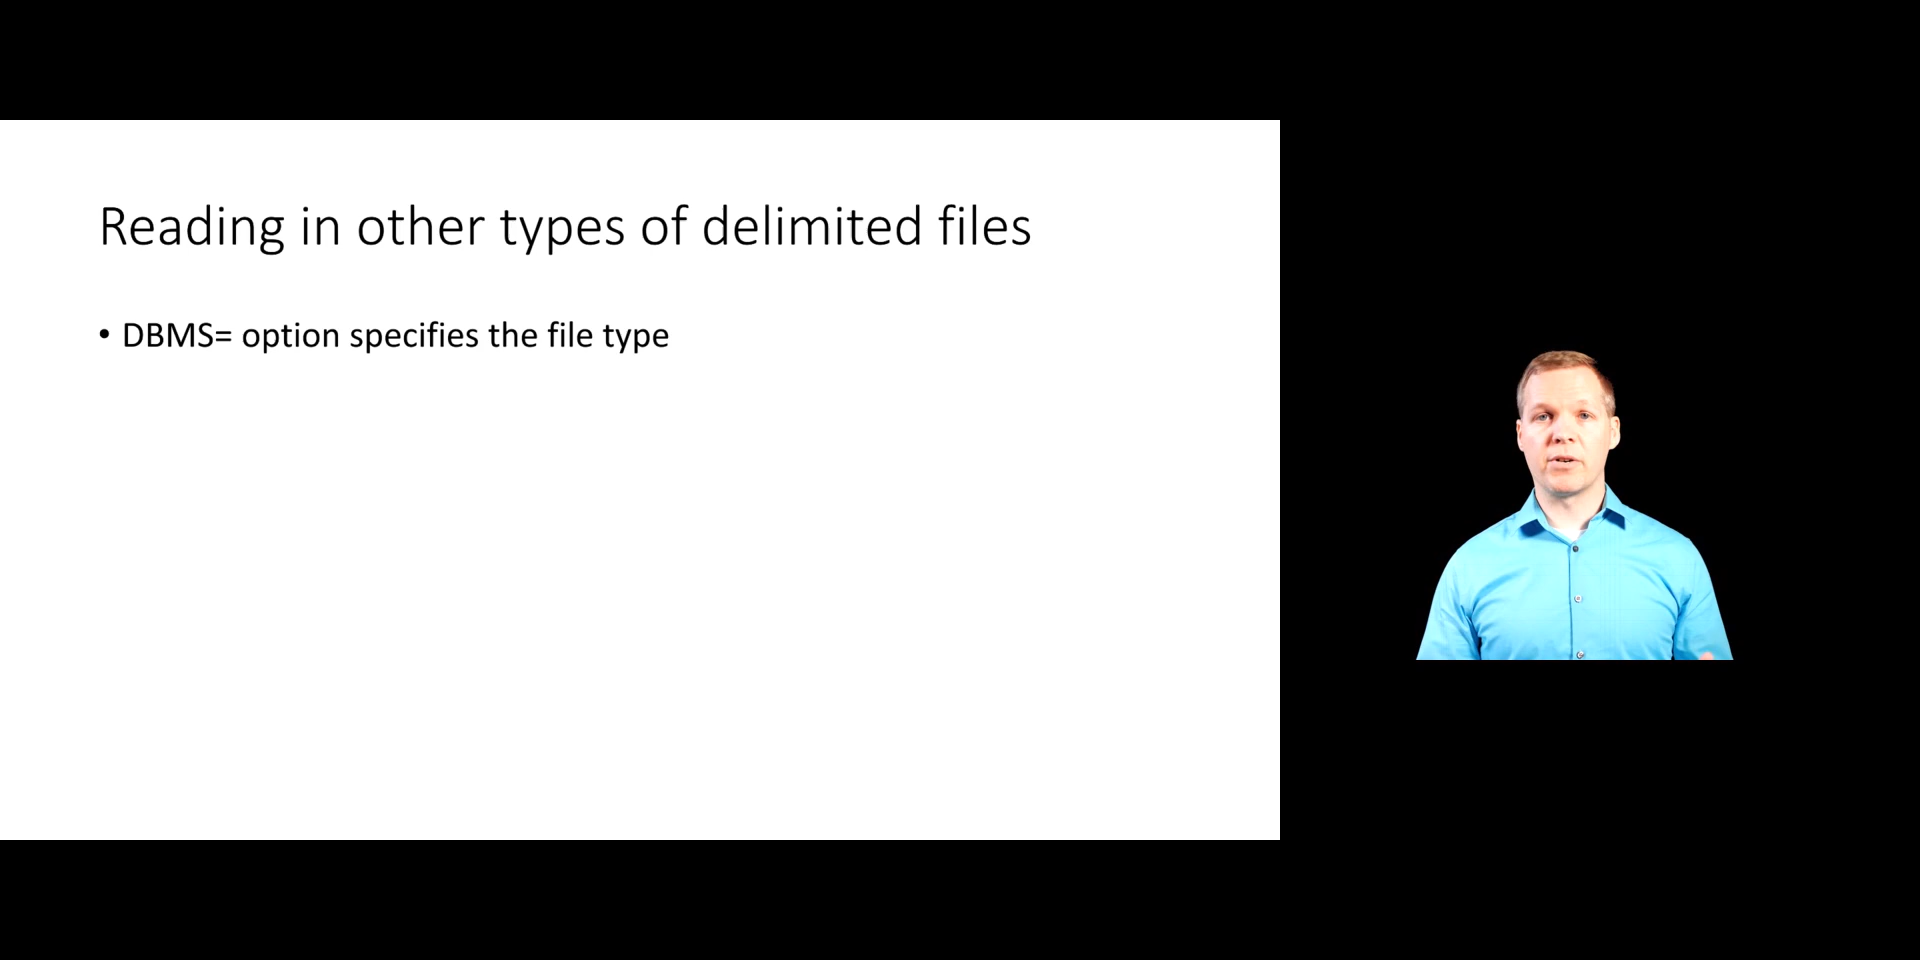 Reading in other types of delimited files
• DBMS= option specifies the file type